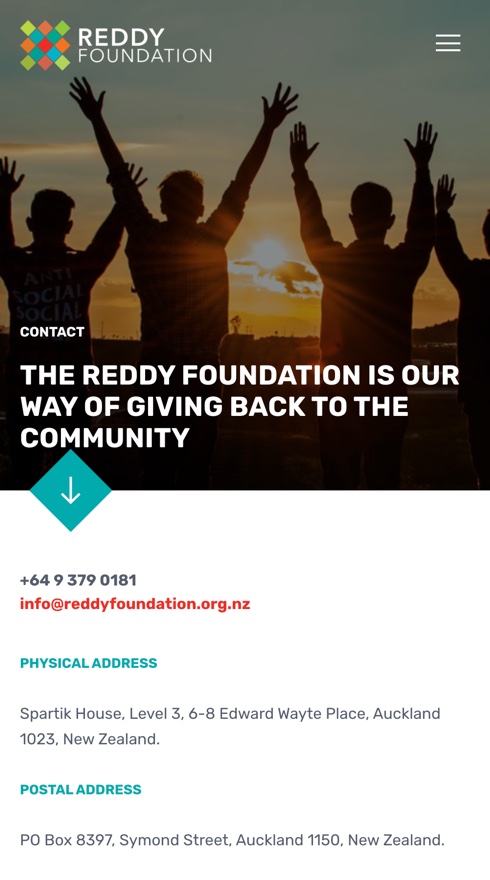 REDDY
FOUNDATION
ANTI
SOCIAL
SOCIAL
CONTACT
THE REDDY FOUNDATION IS OUR
WAY OF GIVING BACK TO THE
COMMUNITY
+64 9 379 0181
info@reddyfoundation.org.nz
PHYSICAL ADDRESS
Spartik House, Level 3, 6-8 Edward Wayte Place, Auckland
1023, New Zealand.
POSTAL ADDRESS
PO Box 8397, Symond Street, Auckland 1150, New Zealand.